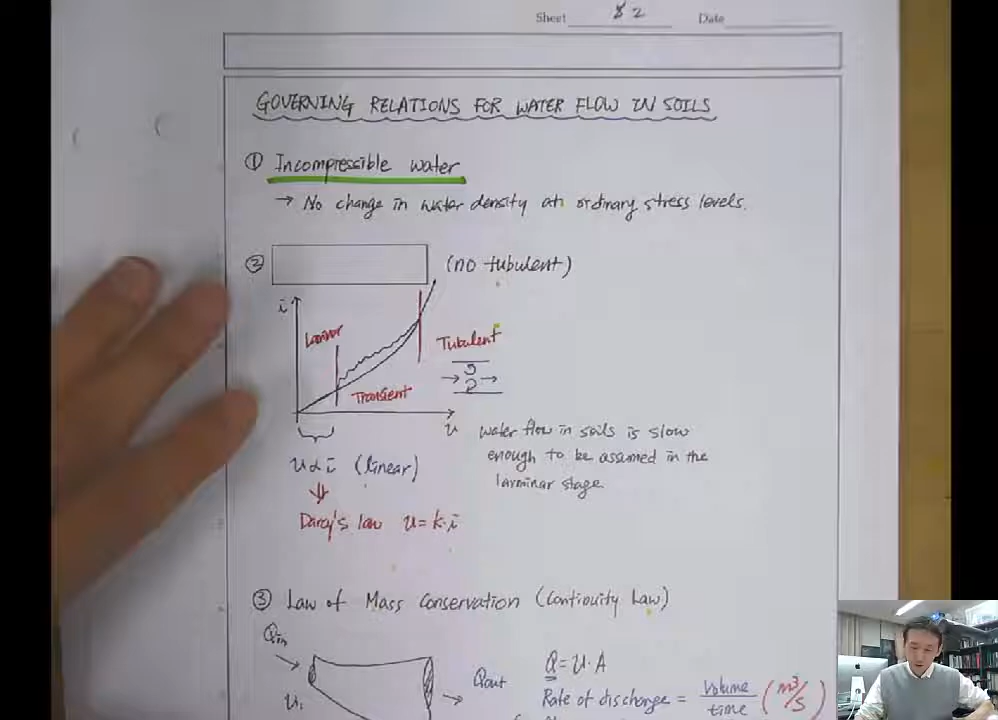 Sheet 82 Date
GOVERNING RELATIONS FOR WATER FLOW IN SOILS
① Incompressible water
→ No change in water density at ordinary stress levels.
② (no tubulent)
i
Laminar
Tubulent
Transient
u
water flow in soils is slow
enough to be assumed in the
larminar stage
u ∝ i (linear)
Darcy's law u = k·i
③ Law of Mass Conservation (Continuity Law)
Qin
Q = u·A
Qout
Rate of discharge = volume/time (m³/s)